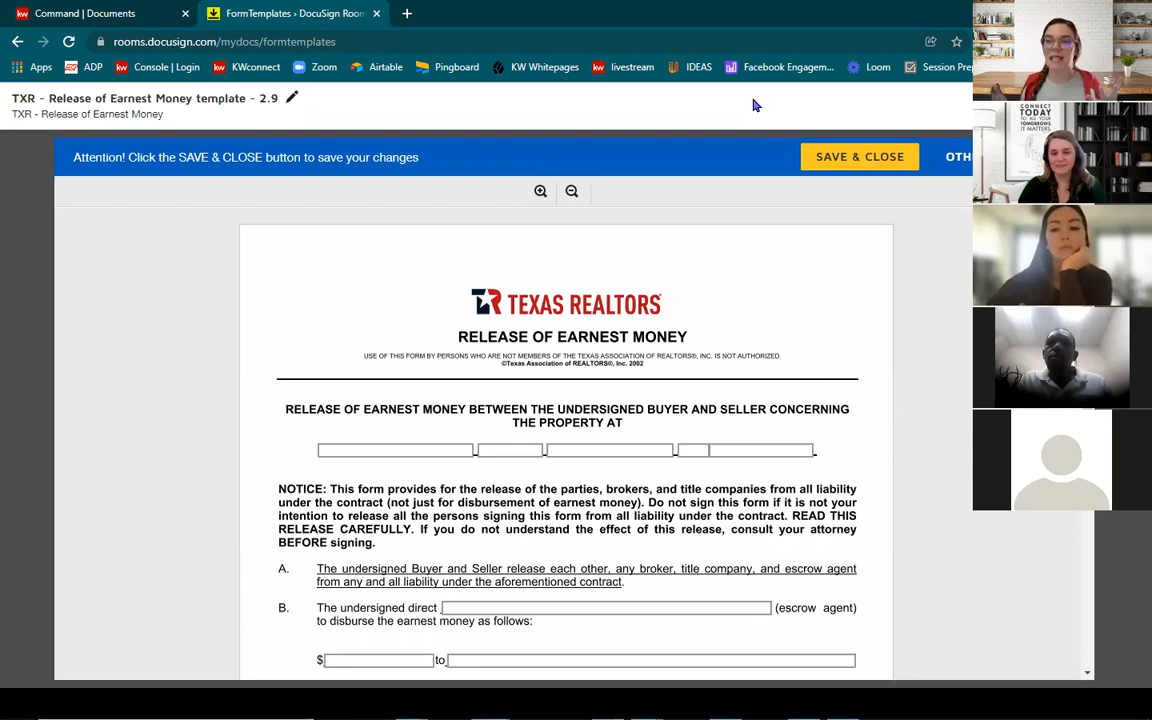 Command | Documents
FormTemplates › DocuSign Room
rooms.docusign.com/mydocs/formtemplates
Apps ADP Console | Login KWconnect Zoom Airtable Pingboard KW Whitepages livestream IDEAS Facebook Engagem... Loom Session Pre
TXR - Release of Earnest Money template - 2.9
TXR - Release of Earnest Money
Attention! Click the SAVE & CLOSE button to save your changes
SAVE & CLOSE
OTH
CONNECT
TODAY
TO ALL YOUR
TOMORROWS.
IT MATTERS.
TEXAS REALTORS
RELEASE OF EARNEST MONEY
USE OF THIS FORM BY PERSONS WHO ARE NOT MEMBERS OF THE TEXAS ASSOCIATION OF REALTORS®, INC. IS NOT AUTHORIZED.
©Texas Association of REALTORS®, Inc. 2002
RELEASE OF EARNEST MONEY BETWEEN THE UNDERSIGNED BUYER AND SELLER CONCERNING
THE PROPERTY AT
NOTICE: This form provides for the release of the parties, brokers, and title companies from all liability
under the contract (not just for disbursement of earnest money). Do not sign this form if it is not your
intention to release all the persons signing this form from all liability under the contract. READ THIS
RELEASE CAREFULLY. If you do not understand the effect of this release, consult your attorney
BEFORE signing.
A. The undersigned Buyer and Seller release each other, any broker, title company, and escrow agent
from any and all liability under the aforementioned contract.
B. The undersigned direct (escrow agent)
to disburse the earnest money as follows:
$ to